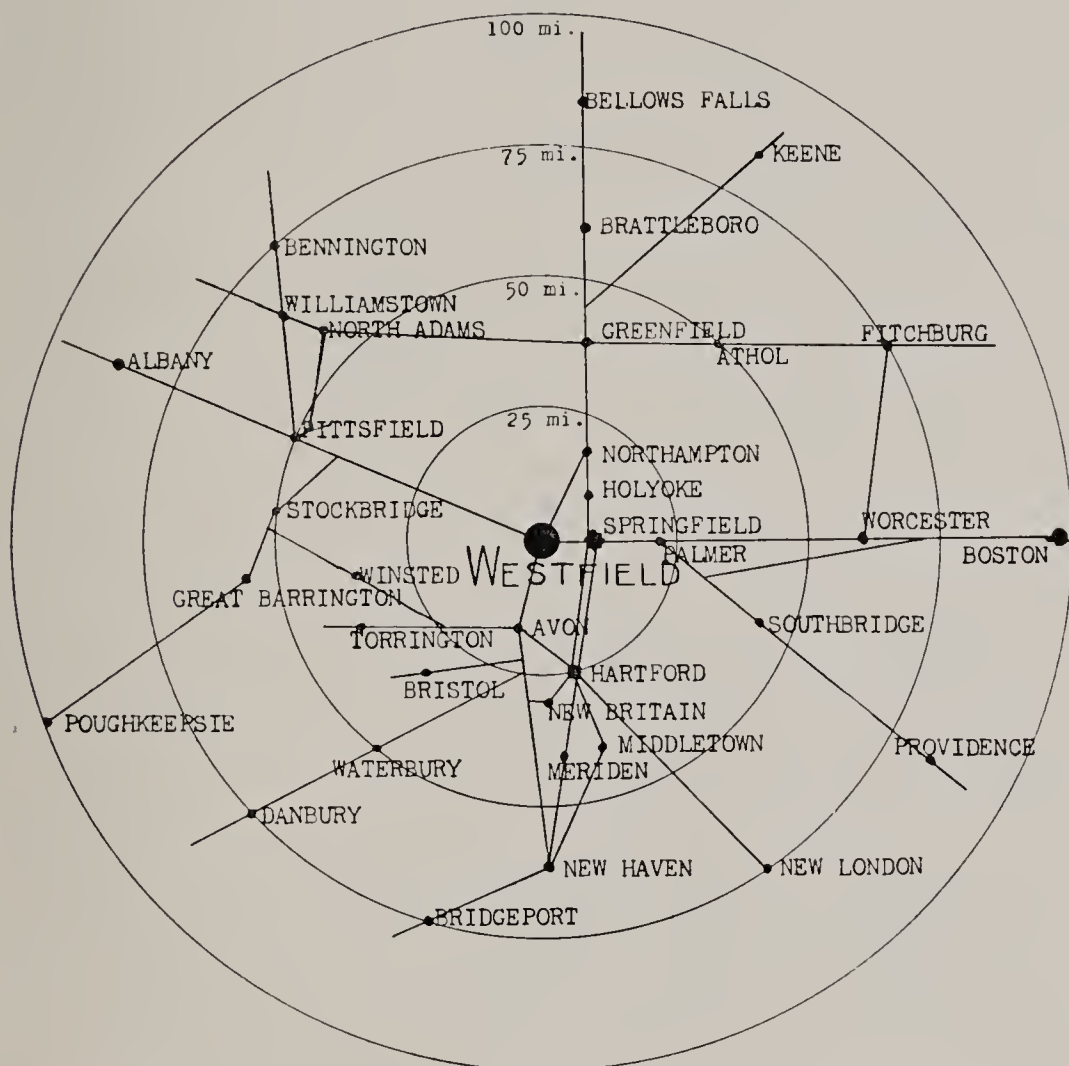 100 mi.
BELLOWS FALLS
75 mi.
KEENE
BRATTLEBORO
BENNINGTON
50 mi.
WILLIAMSTOWN
NORTH ADAMS
GREENFIELD
FITCHBURG
ATHOL
ALBANY
25 mi.
PITTSFIELD
NORTHAMPTON
HOLYOKE
STOCKBRIDGE
SPRINGFIELD
WORCESTER
PALMER
BOSTON
WESTFIELD
WINSTED
GREAT BARRINGTON
TORRINGTON
AVON
SOUTHBRIDGE
BRISTOL
HARTFORD
NEW BRITAIN
POUGHKEEPSIE
MIDDLETOWN
PROVIDENCE
WATERBURY
MERIDEN
DANBURY
NEW HAVEN
NEW LONDON
BRIDGEPORT